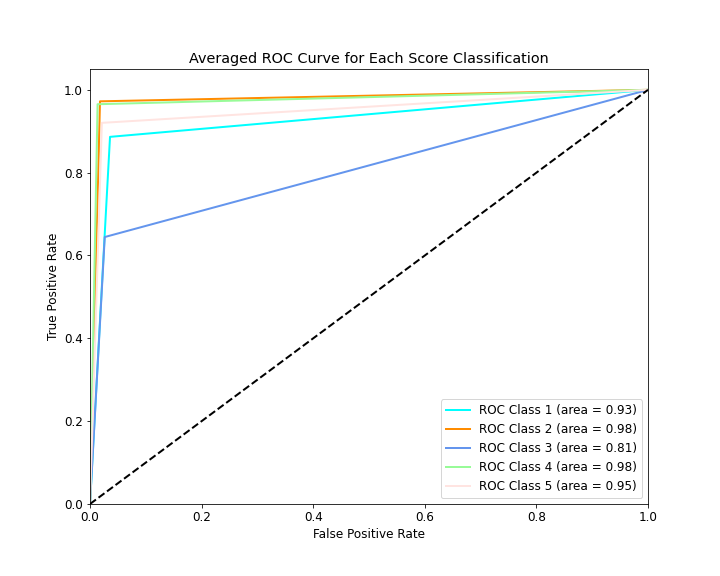 Averaged ROC Curve for Each Score Classification
True Positive Rate
1.0
0.8
0.6
0.4
0.2
0.0
ROC Class 1 (area = 0.93)
ROC Class 2 (area = 0.98)
ROC Class 3 (area = 0.81)
ROC Class 4 (area = 0.98)
ROC Class 5 (area = 0.95)
0.0 0.2 0.4 0.6 0.8 1.0
False Positive Rate